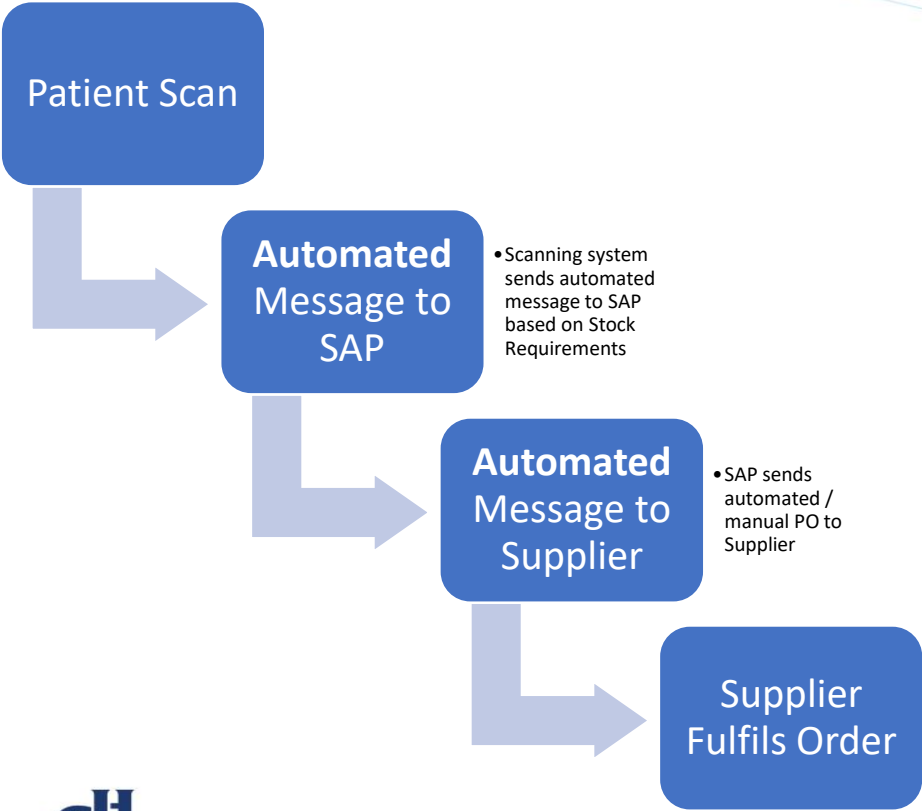 Patient Scan
Automated
Message to
SAP
•Scanning system
sends automated
message to SAP
based on Stock
Requirements
Automated
Message to
Supplier
•SAP sends
automated /
manual PO to
Supplier
Supplier
Fulfils Order